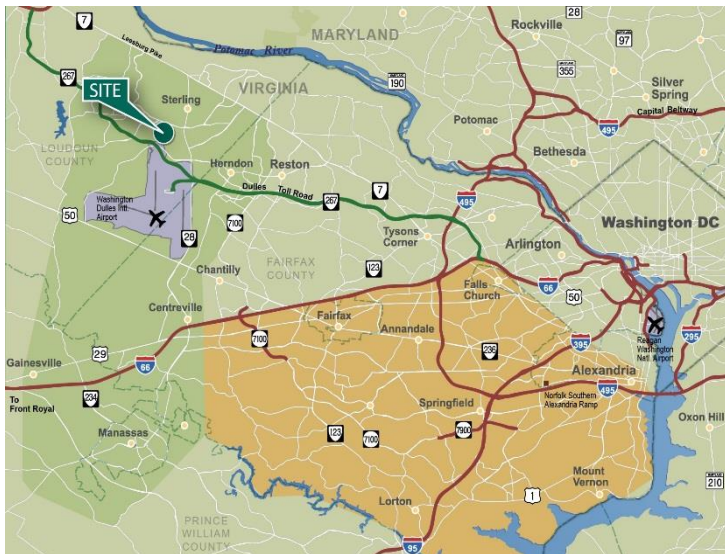 28
Rockville
7
MARYLAND
97
Leesburg Pike
Potomac River
355
267
190
Silver
Spring
SITE
VIRGINIA
Sterling
Capital Beltway
Potomac
495
LOUDOUN
COUNTY
Bethesda
Herndon
Reston
Dulles Toll Road
7
267
495
Washington
Dulles Intl.
Airport
50
Washington DC
7100
28
Tysons
Corner
Arlington
123
Chantilly
FAIRFAX
COUNTY
Falls
Church
66
50
Centreville
Fairfax
Annandale
Reagan
Washington
Natl. Airport
395
295
7100
29
236
Gainesville
66
Alexandria
495
To
Front Royal
234
Norfolk Southern
Alexandria Ramp
Springfield
Oxon Hill
Manassas
123
7100
7900
Mount
Vernon
210
1
Lorton
PRINCE
WILLIAM
COUNTY
95